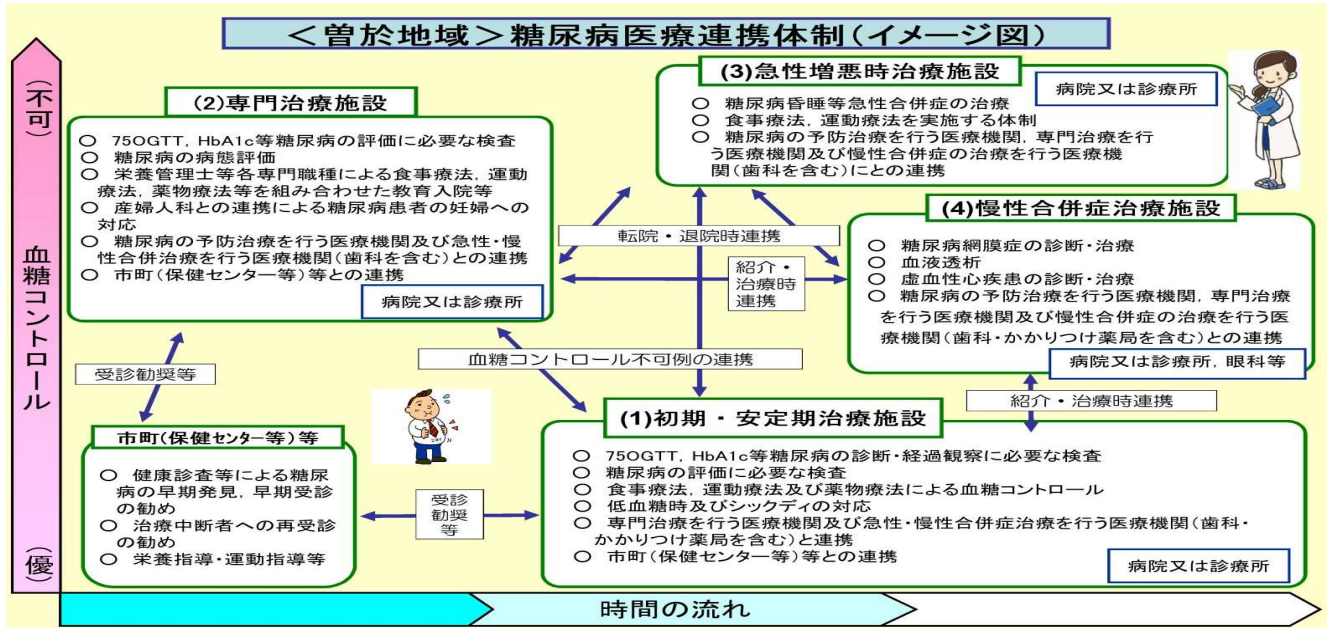 ＜曽於地域＞糖尿病医療連携体制(イメージ図)
(不可)
血糖コントロール
(優)
(2)専門治療施設
○ 75OGTT, HbA1c等糖尿病の評価に必要な検査
○ 糖尿病の病態評価
○ 栄養管理士等各専門職種による食事療法, 運動
療法, 薬物療法等を組み合わせた教育入院等
○ 産婦人科との連携による糖尿病患者の妊婦への
対応
○ 糖尿病の予防治療を行う医療機関及び急性・慢
性合併治療を行う医療機関(歯科を含む)との連携
○ 市町(保健センター等)等との連携
病院又は診療所
(3)急性増悪時治療施設
病院又は診療所
○ 糖尿病昏睡等急性合併症の治療
○ 食事療法, 運動療法を実施する体制
○ 糖尿病の予防治療を行う医療機関, 専門治療を行
う医療機関及び慢性合併症の治療を行う医療機
関(歯科を含む)にとの連携
(4)慢性合併症治療施設
○ 糖尿病網膜症の診断・治療
○ 血液透析
○ 虚血性心疾患の診断・治療
○ 糖尿病の予防治療を行う医療機関, 専門治療
を行う医療機関及び慢性合併症の治療を行う医
療機関(歯科・かかりつけ薬局を含む)との連携
病院又は診療所, 眼科等
転院・退院時連携
紹介・
治療時
連携
血糖コントロール不可例の連携
受診勧奨等
紹介・治療時連携
市町(保健センター等)等
○ 健康診査等による糖尿
病の早期発見, 早期受診
の勧め
○ 治療中断者への再受診
の勧め
○ 栄養指導・運動指導等
受診
勧奨
等
(1)初期・安定期治療施設
○ 75OGTT, HbA1c等糖尿病の診断・経過観察に必要な検査
○ 糖尿病の評価に必要な検査
○ 食事療法, 運動療法及び薬物療法による血糖コントロール
○ 低血糖時及びシックディの対応
○ 専門治療を行う医療機関及び急性・慢性合併症治療を行う医療機関(歯科・
かかりつけ薬局を含む)と連携
○ 市町(保健センター等)等との連携
病院又は診療所
時間の流れ